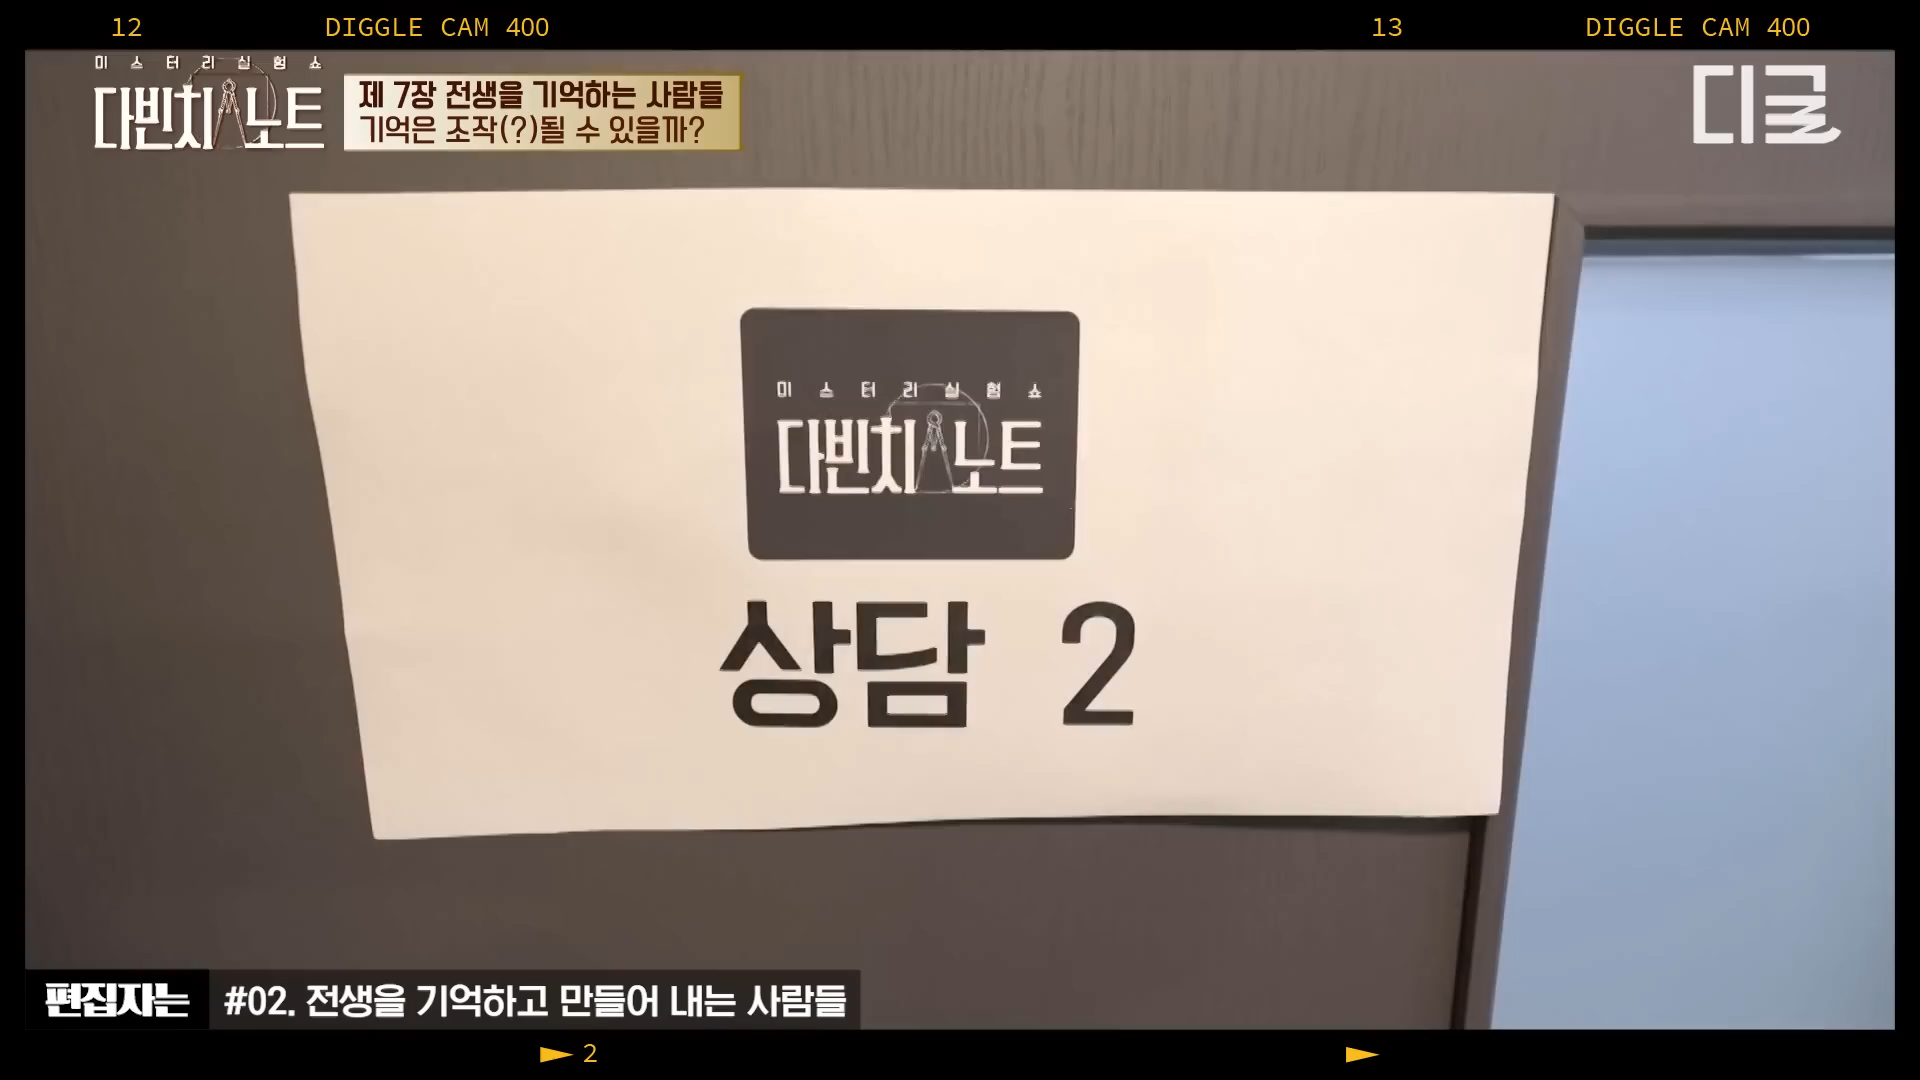 12 DIGGLE CAM 400 13 DIGGLE CAM 400
미스터리실험쇼
다빈치노트
제 7장 전생을 기억하는 사람들
기억은 조작(?)될 수 있을까?
디글
미스터리실험쇼
다빈치노트
상담 2
편집자는 #02. 전생을 기억하고 만들어 내는 사람들
2